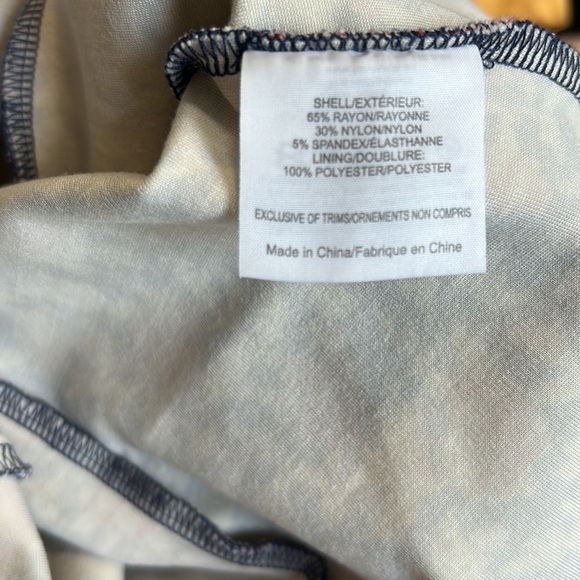 SHELL/EXTÉRIEUR:
65% RAYON/RAYONNE
30% NYLON/NYLON
5% SPANDEX/ÉLASTHANNE
LINING/DOUBLURE:
100% POLYESTER/POLYESTER
EXCLUSIVE OF TRIMS/ORNEMENTS NON COMPRIS
Made in China/Fabrique en Chine